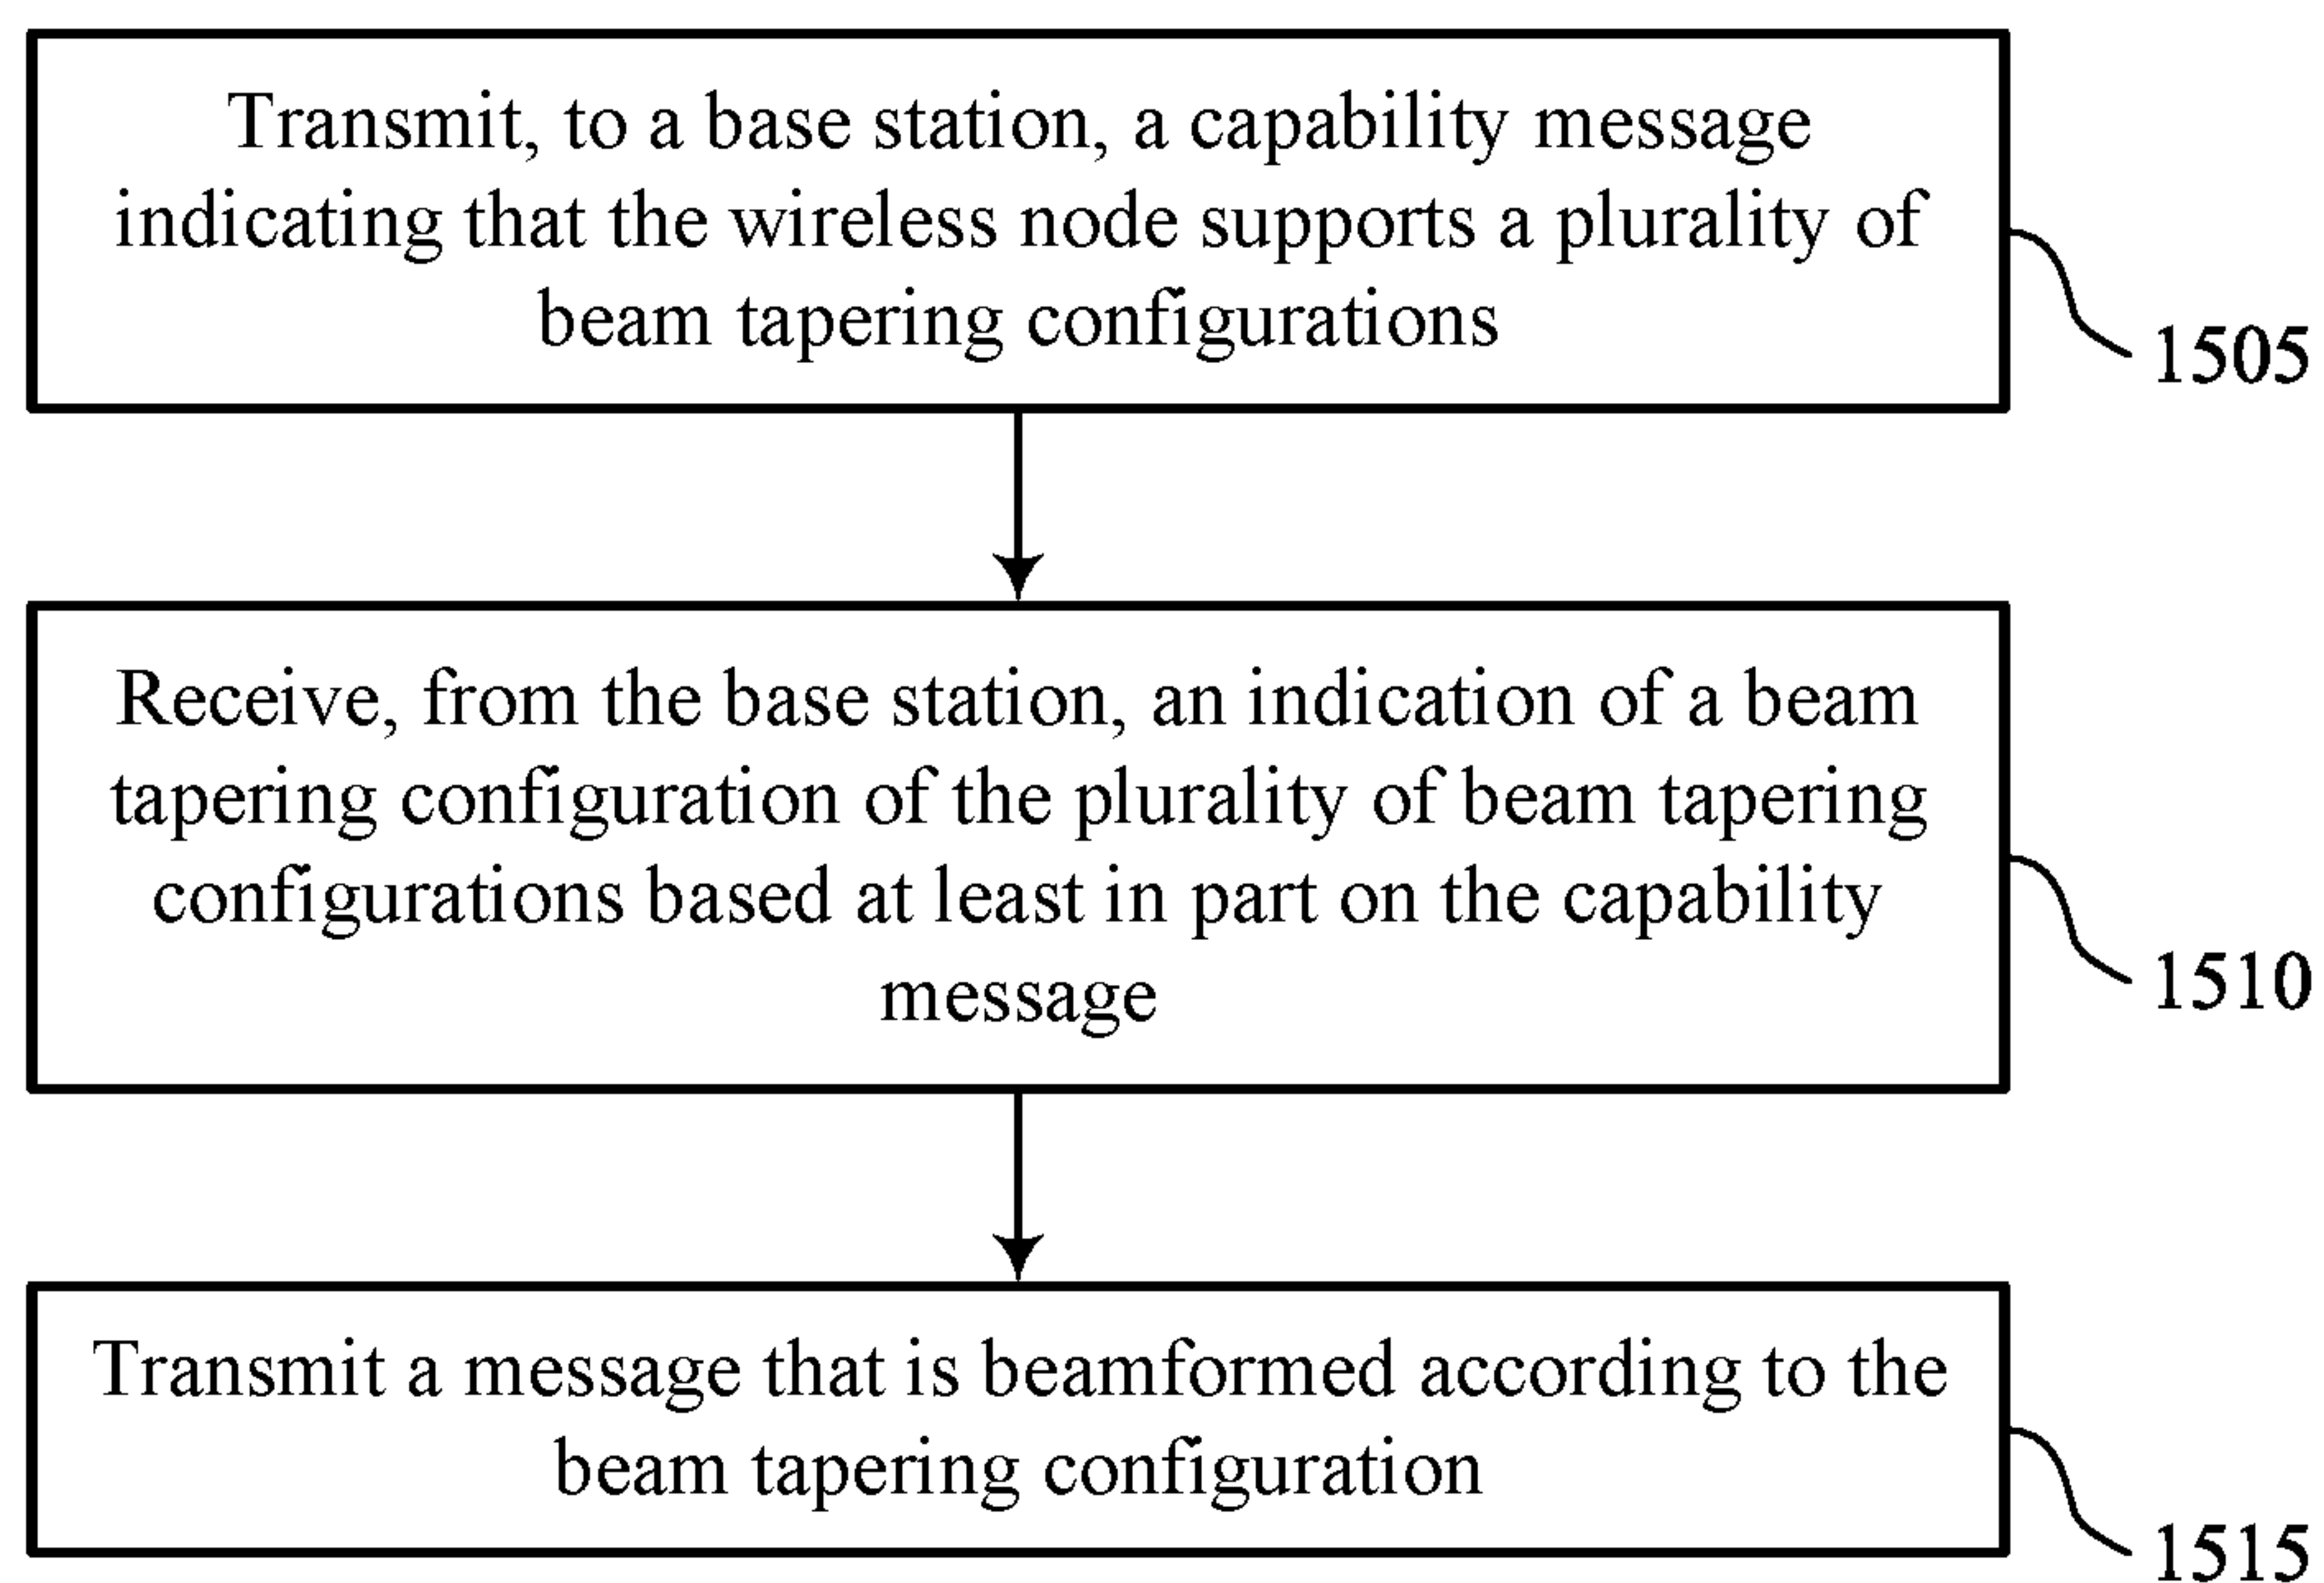 Transmit, to a base station, a capability message
indicating that the wireless node supports a plurality of
beam tapering configurations
1505
Receive, from the base station, an indication of a beam
tapering configuration of the plurality of beam tapering
configurations based at least in part on the capability
message
1510
Transmit a message that is beamformed according to the
beam tapering configuration
1515